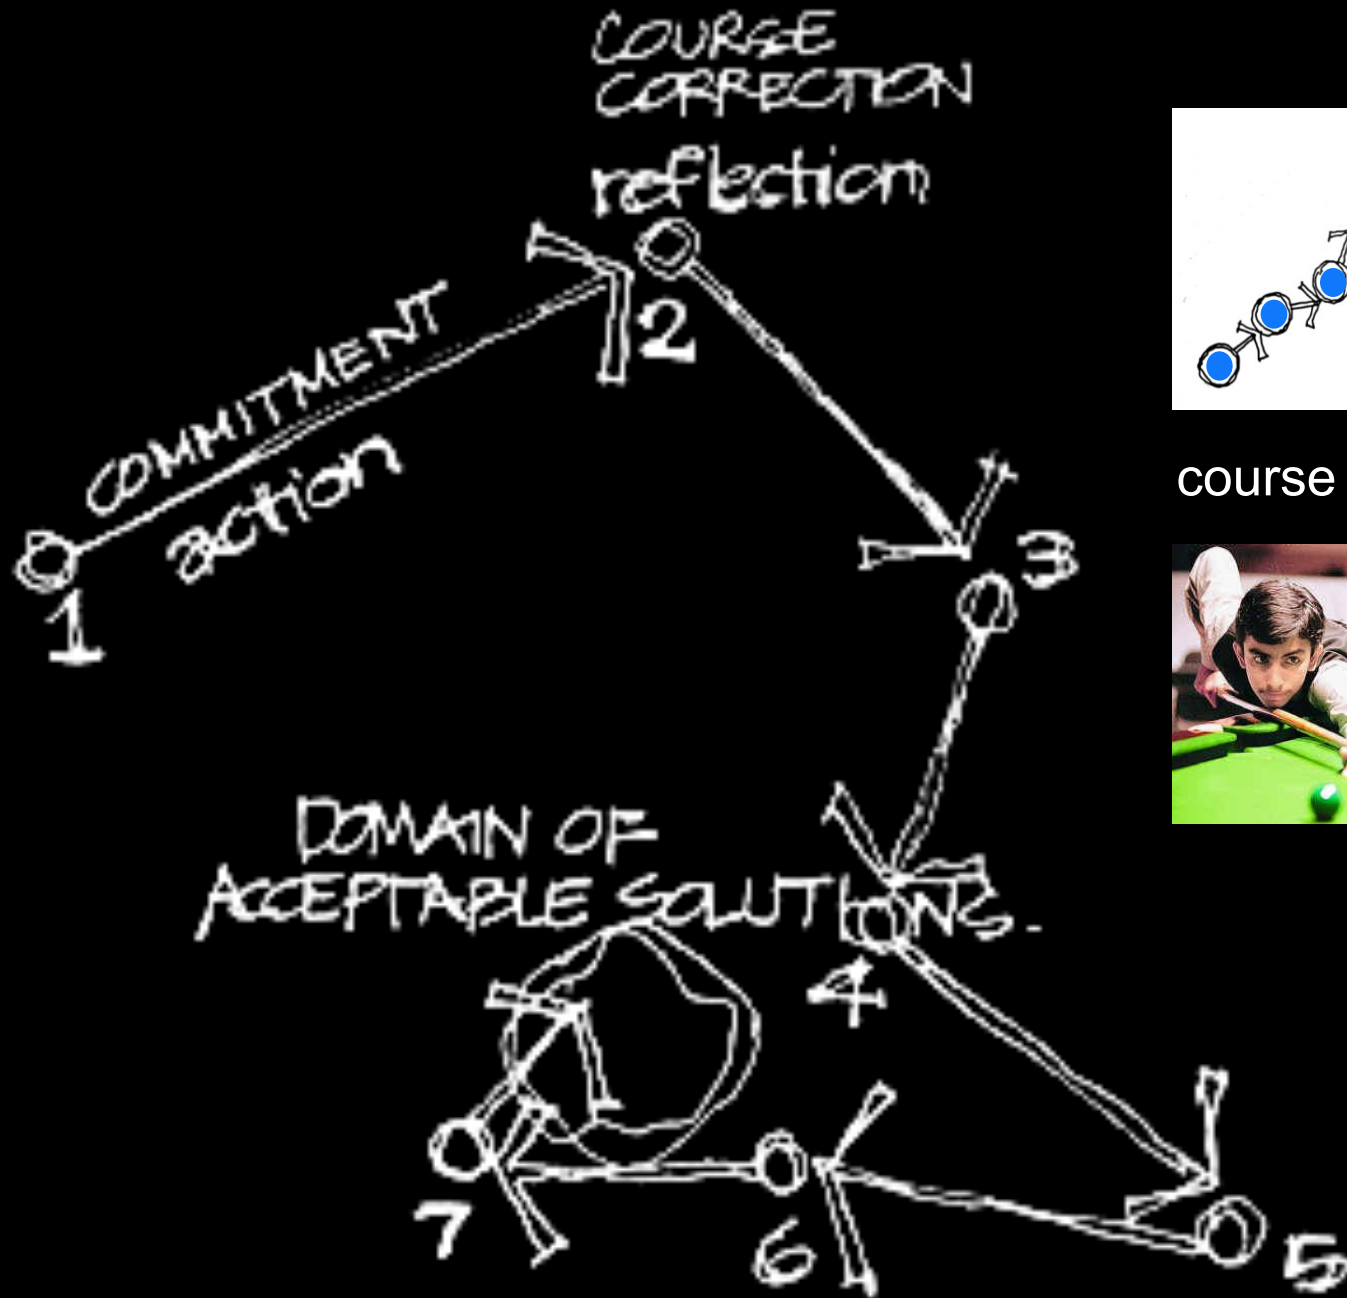 COURSE
CORRECTION
reflection
COMMITMENT
action
1
2
3
course
DOMAIN OF
ACCEPTABLE SOLUTIONS.
4
5
6
7